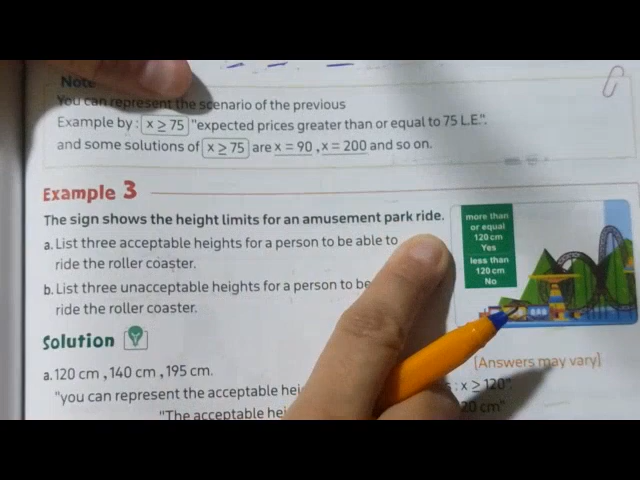 Note
You can represent the scenario of the previous
Example by: x ≥ 75 "expected prices greater than or equal to 75 L.E.".
and some solutions of x ≥ 75 are x = 90, x = 200 and so on.
Example 3
The sign shows the height limits for an amusement park ride.
a. List three acceptable heights for a person to be able to
ride the roller coaster.
b. List three unacceptable heights for a person to be
ride the roller coaster.
more than
or equal
120 cm
Yes
less than
120 cm
No
Solution
[Answers may vary]
a. 120 cm, 140 cm, 195 cm.
"you can represent the acceptable : x ≥ 120".
"The acceptable 20 cm"